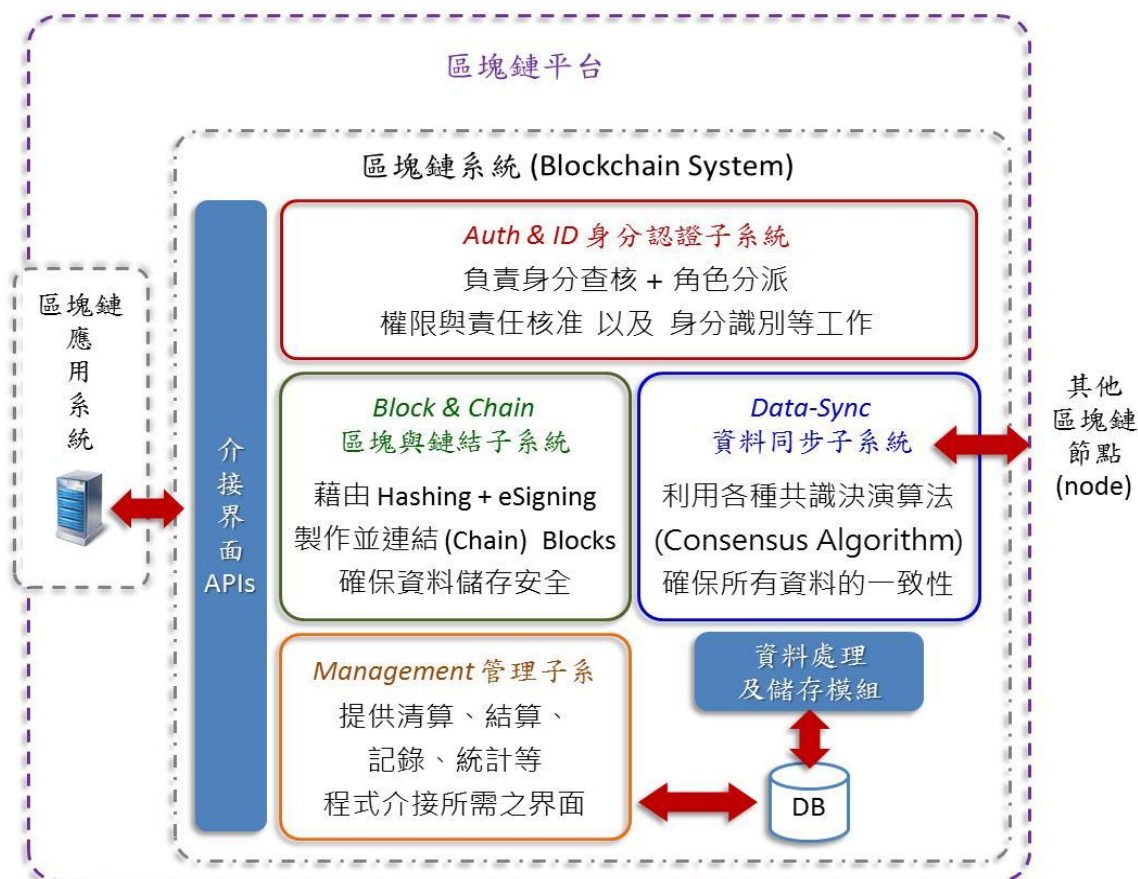 區塊鏈平台
區塊鏈系統 (Blockchain System)
Auth & ID 身分認證子系統
負責身分查核 + 角色分派
權限與責任核准 以及 身分識別等工作
區塊鏈
應
用
系
統
介
接
界
面
APIs
Block & Chain
區塊與鏈結子系統
藉由 Hashing + eSigning
製作並連結 (Chain) Blocks
確保資料儲存安全
Data-Sync
資料同步子系統
利用各種共識決演算法
(Consensus Algorithm)
確保所有資料的一致性
其他
區塊鏈
節點
(node)
Management 管理子系
提供清算、結算、
記錄、統計等
程式介接所需之界面
資料處理
及儲存模組
DB